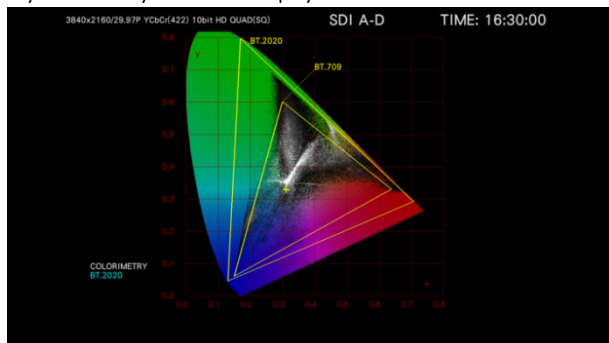 3840x2160/29.97P YCbCr(422) 10bit HD QUAD(SQ) SDI A-D TIME: 16:30:00
0.8
BT.2020
Y
0.7
BT.709
0.6
0.5
0.4
0.3
0.2
0.1
COLORIMETRY
BT.2020
0.0
x
0.0 0.1 0.2 0.3 0.4 0.5 0.6 0.7 0.8